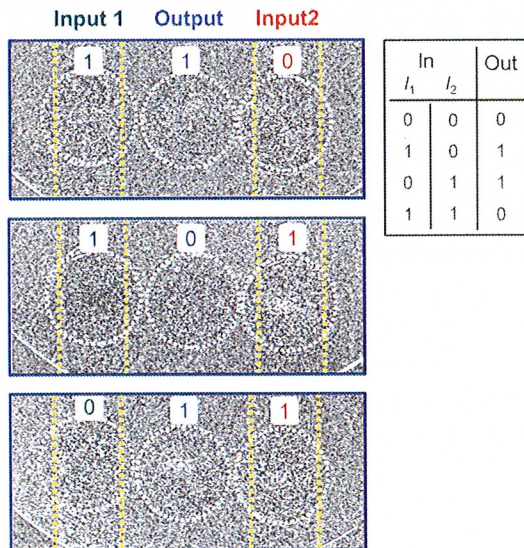 Input 1 Output Input2
1 1 0
In Out
I₁ I₂
0 0 0
1 0 1
0 1 1
1 1 0
1 0 1
0 1 1